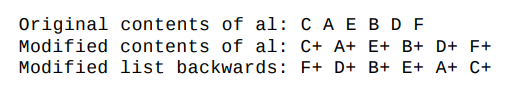 Original contents of al: C A E B D F
Modified contents of al: C+ A+ E+ B+ D+ F+
Modified list backwards: F+ D+ B+ E+ A+ C+